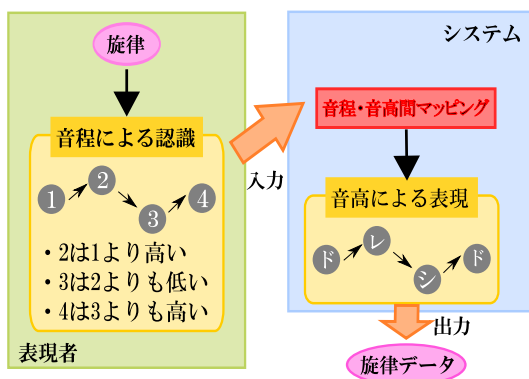 旋律
音程による認識
1
2
3
4
・2は1より高い
・3は2よりも低い
・4は3よりも高い
表現者
入力
システム
音程・音高間マッピング
音高による表現
ド
レ
シ
ド
出力
旋律データ